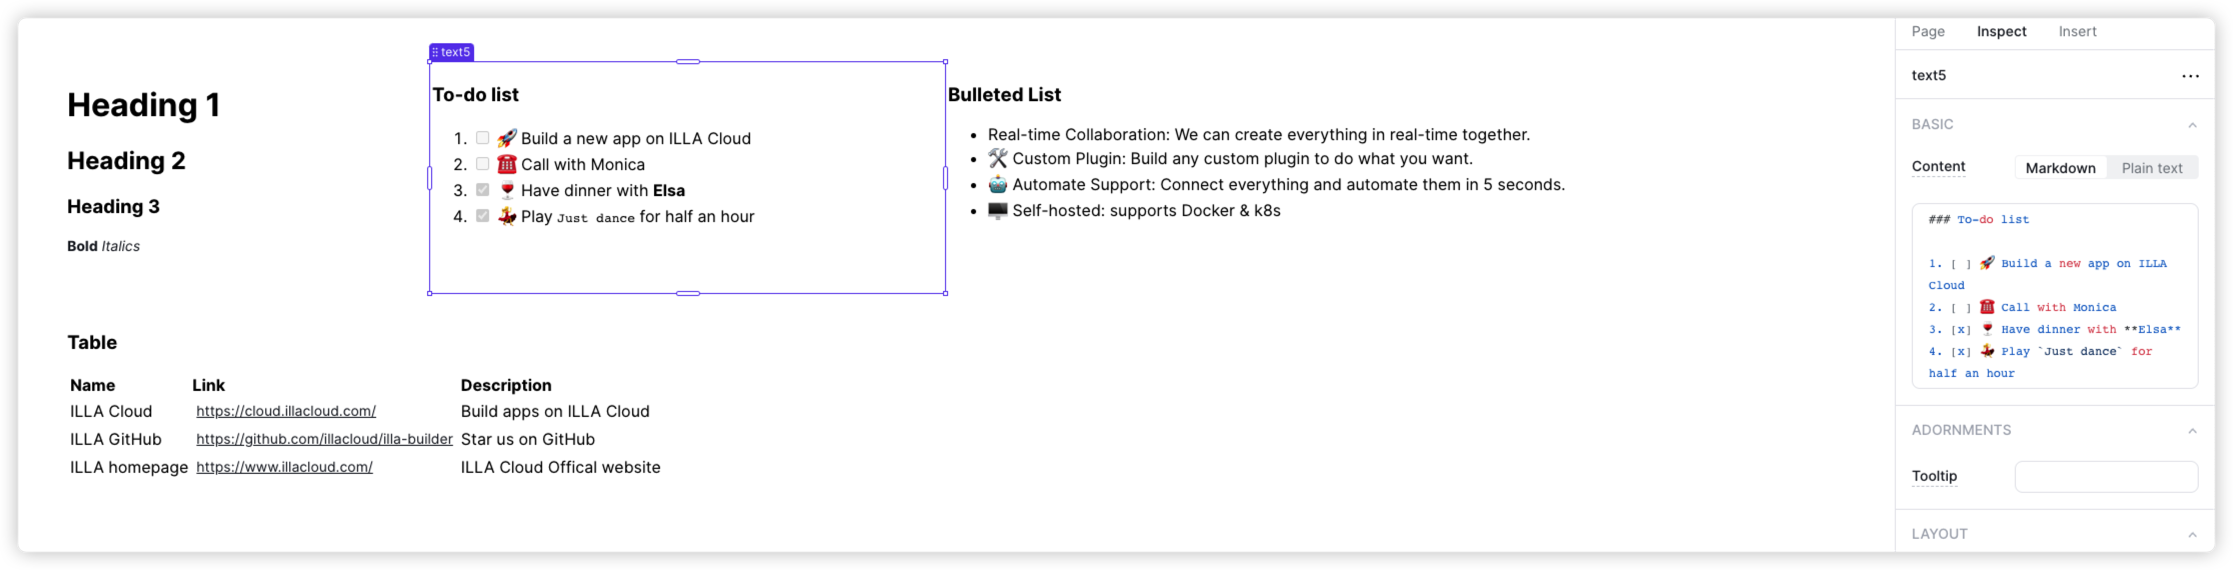 text5
Heading 1
Heading 2
Heading 3
Bold Italics
To-do list
1. 🚀 Build a new app on ILLA Cloud
2. ☎️ Call with Monica
3. 🍷 Have dinner with Elsa
4. 💃 Play Just dance for half an hour
Bulleted List
• Real-time Collaboration: We can create everything in real-time together.
• 🛠 Custom Plugin: Build any custom plugin to do what you want.
• 🤖 Automate Support: Connect everything and automate them in 5 seconds.
• 🖥 Self-hosted: supports Docker & k8s
Table
Name Link Description
ILLA Cloud https://cloud.illacloud.com/ Build apps on ILLA Cloud
ILLA GitHub https://github.com/illacloud/illa-builder Star us on GitHub
ILLA homepage https://www.illacloud.com/ ILLA Cloud Offical website
Page Inspect Insert
text5
BASIC
Content Markdown Plain text
### To-do list
1. [ ] 🚀 Build a new app on ILLA
Cloud
2. [ ] ☎️ Call with Monica
3. [x] 🍷 Have dinner with **Elsa**
4. [x] 💃 Play `Just dance` for
half an hour
ADORNMENTS
Tooltip
LAYOUT